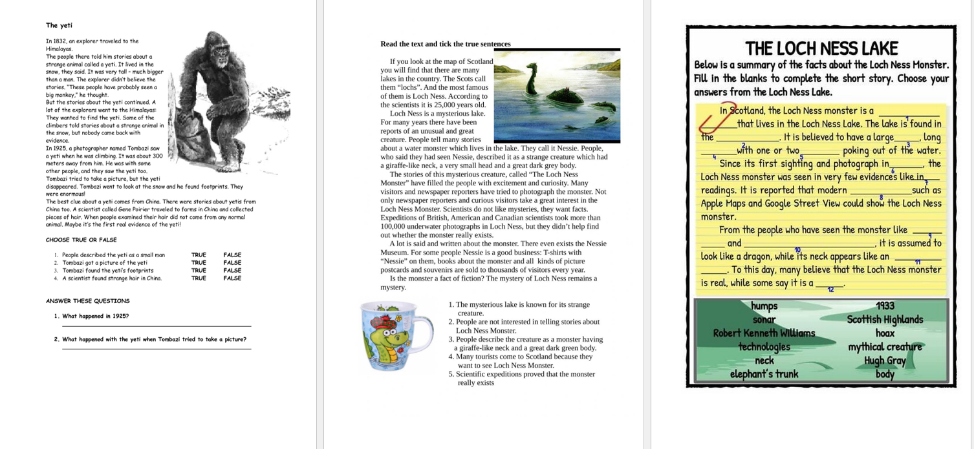 The yeti
In 1832, an explorer traveled to the
Himalayas.
The people there told him stories about a
strange animal called a yeti. It lived in the
snow, they said. It was very tall – much bigger
than a man. The explorer didn't believe the
stories. "These people have probably seen a
big monkey," he thought.
But the stories about the yeti continued. A
lot of the explorers went to the Himalayas.
They wanted to find the yeti. Some of the
climbers told stories about a strange animal in
the snow, but nobody came back with
evidence.
In 1925, a photographer named Tombazi saw
a yeti when he was climbing. It was about 300
meters away from him. He was with some
other people, and they saw the yeti too.
Tombazi tried to take a picture, but the yeti
disappeared. Tombazi went to look at the snow and he found footprints. They
were enormous!
The best clue about a yeti comes from China. There were stories about yetis from
China too. A scientist called Gene Poirier traveled to farms in China and collected
pieces of hair. When people examined their hair did not come from any normal
animal. Maybe it's the first real evidence of the yeti!
CHOOSE TRUE OR FALSE
1. People described the yeti as a small man TRUE FALSE
2. Tombazi got a picture of the yeti TRUE FALSE
3. Tombazi found the yeti's footprints TRUE FALSE
4. A scientist found strange hair in China. TRUE FALSE
ANSWER THESE QUESTIONS
1. What happened in 1925?
2. What happened with the yeti when Tombazi tried to take a picture?
Read the text and tick the true sentences
If you look at the map of Scotland
you will find that there are many
lakes in the country. The Scots call
them "lochs". And the most famous
of them is Loch Ness. According to
the scientists it is 25,000 years old.
Loch Ness is a mysterious lake.
For many years there have been
reports of an unusual and great
creature. People tell many stories
about a water monster which lives in the lake. They call it Nessie. People,
who said they had seen Nessie, described it as a strange creature which had
a giraffe-like neck, a very small head and a great dark grey body.
The stories of this mysterious creature, called "The Loch Ness
Monster" have filled the people with excitement and curiosity. Many
visitors and newspaper reporters have tried to photograph the monster. Not
only newspaper reporters and curious visitors take a great interest in the
Loch Ness Monster. Scientists do not like mysteries, they want facts.
Expeditions of British, American and Canadian scientists took more than
100,000 underwater photographs in Loch Ness, but they didn't help find
out whether the monster really exists.
A lot is said and written about the monster. There even exists the Nessie
Museum. For some people Nessie is a good business: T-shirts with
"Nessie" on them, books about the monster and all kinds of picture
postcards and souvenirs are sold to thousands of visitors every year.
Is the monster a fact of fiction? The mystery of Loch Ness remains a
mystery.
1. The mysterious lake is known for its strange
creature.
2. People are not interested in telling stories about
Loch Ness Monster.
3. People describe the creature as a monster having
a giraffe-like neck and a great dark green body.
4. Many tourists come to Scotland because they
want to see Loch Ness Monster.
5. Scientific expeditions proved that the monster
really exists
THE LOCH NESS LAKE
Below is a summary of the facts about the Loch Ness Monster.
Fill in the blanks to complete the short story. Choose your
answers from the Loch Ness Lake.
In Scotland, the Loch Ness monster is a ____
____ 1 that lives in the Loch Ness Lake. The lake is found in
the ____ 2. It is believed to have a large ____ 3, long
____ 4 with one or two ____ 5 poking out of the water.
Since its first sighting and photograph in ____ 6, the
Loch Ness monster was seen in very few evidences like in ____ 7
readings. It is reported that modern ____ 8 such as
Apple Maps and Google Street View could show the Loch Ness
monster.
From the people who have seen the monster like ____
____ 9 and ____ 10, it is assumed to
look like a dragon, while its neck appears like an ____ 11
____. To this day, many believe that the Loch Ness monster
is real, while some say it is a ____ 12.
humps 1933
sonar Scottish Highlands
Robert Kenneth Williams hoax
technologies mythical creature
neck Hugh Gray
elephant's trunk body